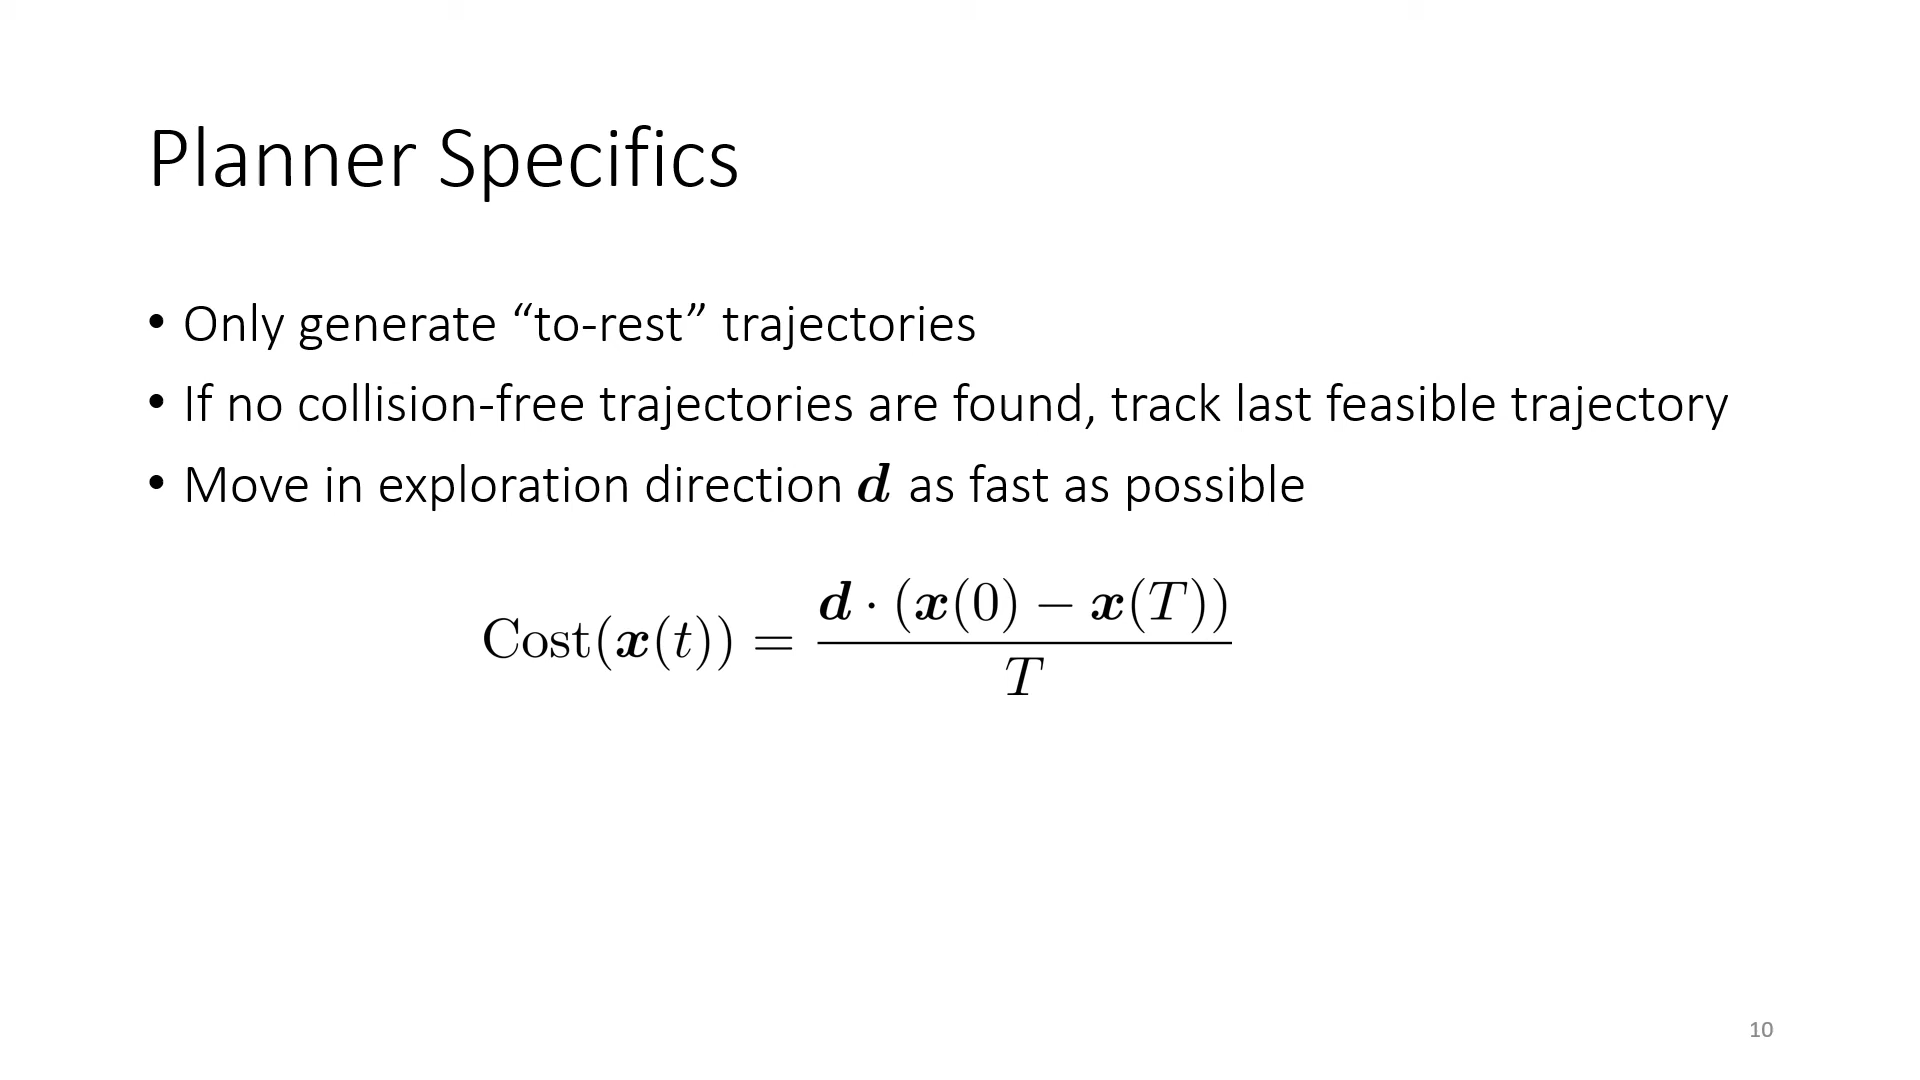 Planner Specifics
• Only generate “to-rest” trajectories
• If no collision-free trajectories are found, track last feasible trajectory
• Move in exploration direction d as fast as possible
Cost(x(t)) = d · (x(0) − x(T)) / T
10